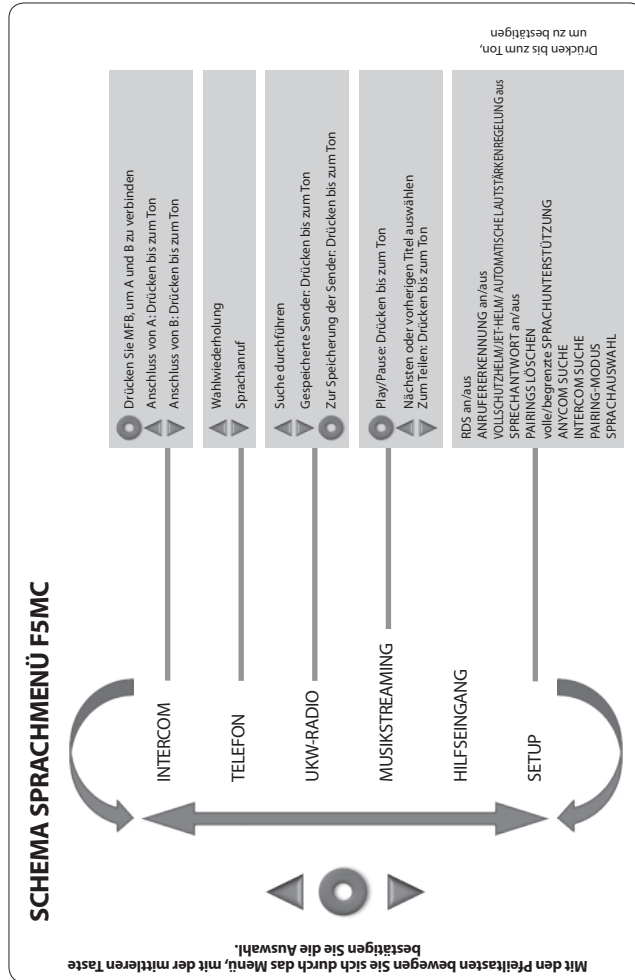 SCHEMA SPRACHMENÜ F5MC
Mit den Pfeiltasten bewegen Sie sich durch das Menü, mit der mittleren Taste
bestätigen Sie die Auswahl.
INTERCOM
Drücken Sie MFB, um A und B zu verbinden
Anschluss von A: Drücken bis zum Ton
Anschluss von B: Drücken bis zum Ton
TELEFON
Wahlwiederholung
Sprachanruf
UKW-RADIO
Suche durchführen
Gespeicherte Sender: Drücken bis zum Ton
Zur Speicherung der Sender: Drücken bis zum Ton
MUSIKSTREAMING
Play/Pause: Drücken bis zum Ton
Nächsten oder vorherigen Titel auswählen
Zum Teilen: Drücken bis zum Ton
HILFSEINGANG
SETUP
RDS an/aus
ANRUFERERKENNUNG an/aus
VOLLSCHUTZHELM/JET-HELM/ AUTOMATISCHE LAUTSTÄRKENREGELUNG aus
SPRECHANTWORT an/aus
PAIRINGS LÖSCHEN
volle/begrenzte SPRACHUNTERSTÜTZUNG
ANYCOM SUCHE
INTERCOM SUCHE
PAIRING-MODUS
SPRACHAUSWAHL
Drücken bis zum Ton,
um zu bestätigen